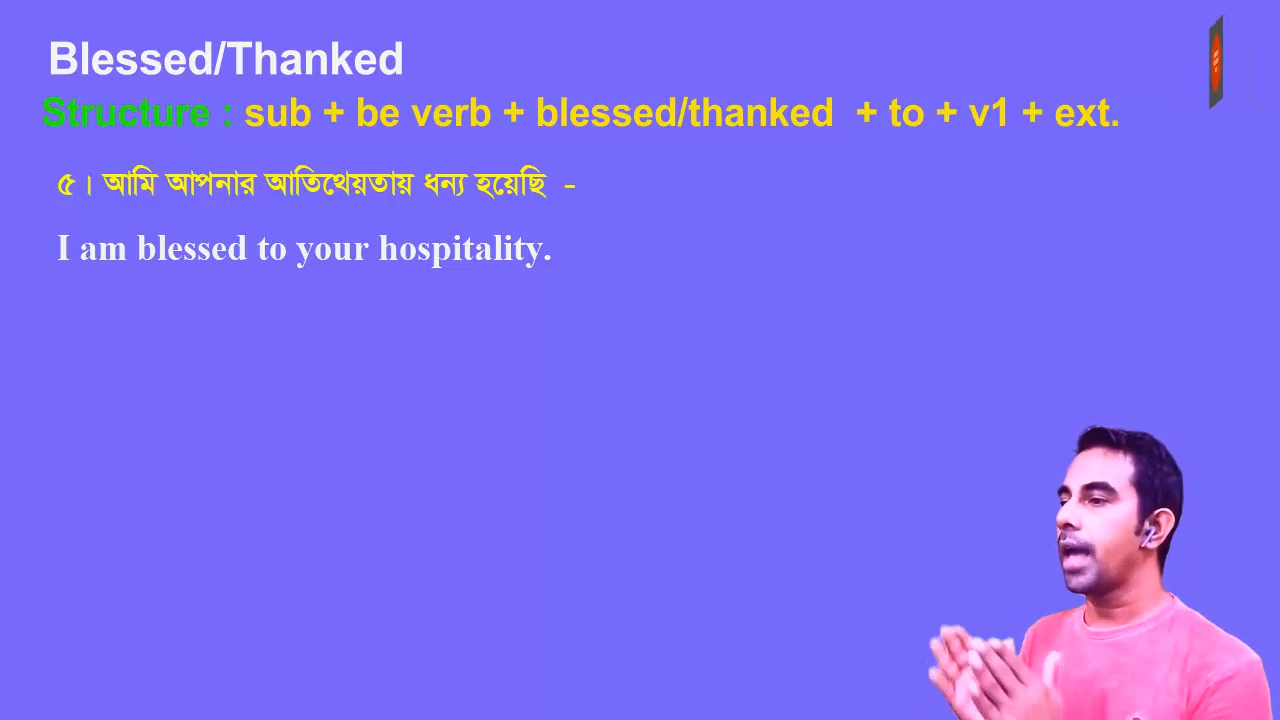 Blessed/Thanked
Structure : sub + be verb + blessed/thanked + to + v1 + ext.
৫। আমি আপনার আতিথেয়তায় ধন্য হয়েছি -
I am blessed to your hospitality.